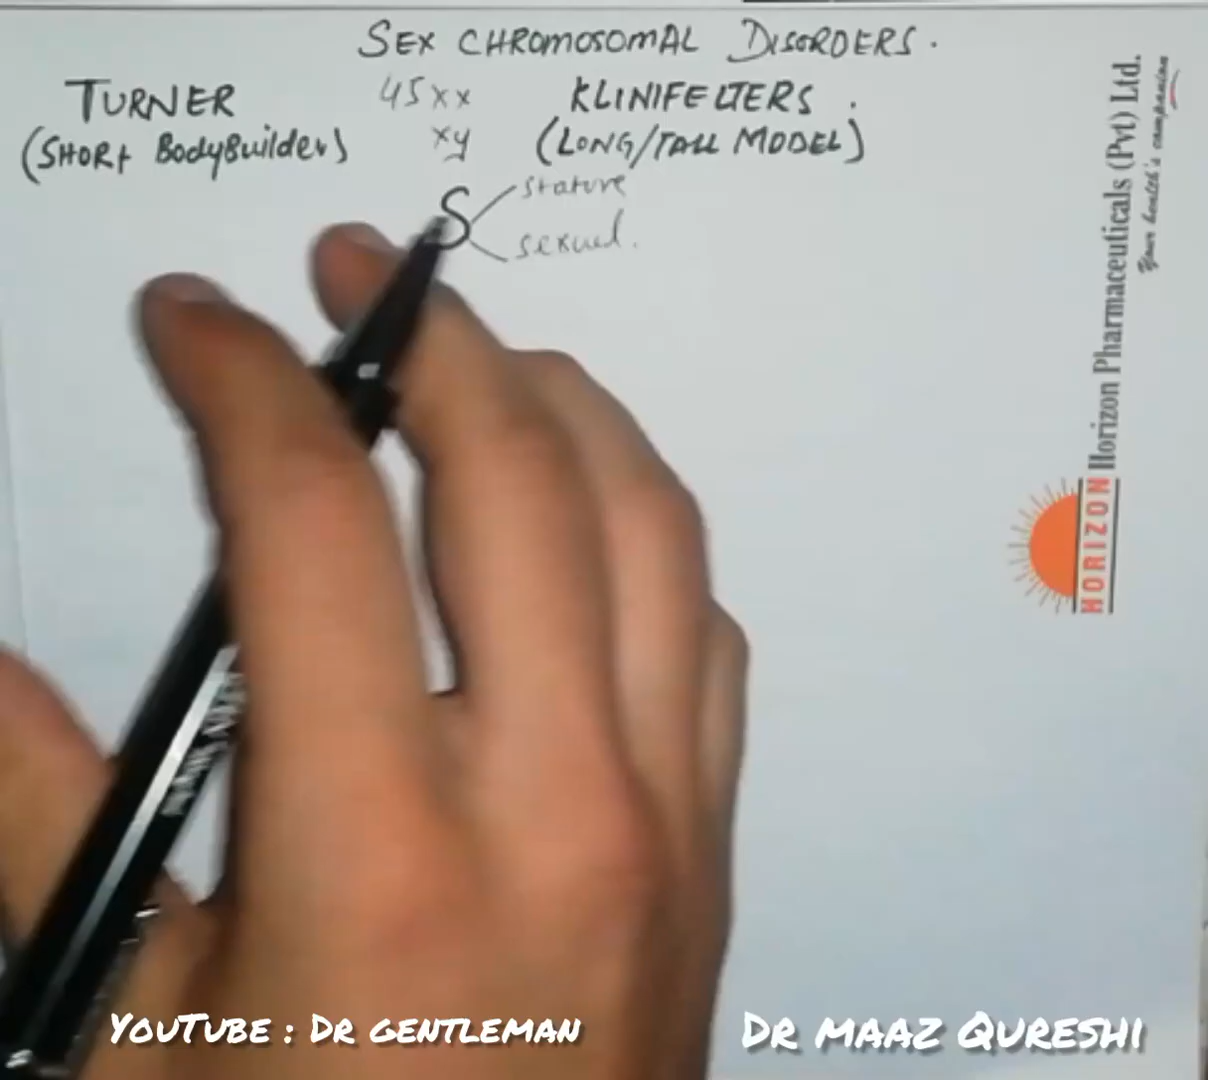 SEX CHROMOSOMAL DISORDERS.
TURNER 45xx KLINIFELTERS.
(SHORt BodyBuilder) xy (LONG/TALL MODEL)
S stature
sexual.
HORIZON Horizon Pharmaceuticals (Pvt) Ltd.
Your health's companion
YouTube : Dr gentleman
Dr maaz Qureshi